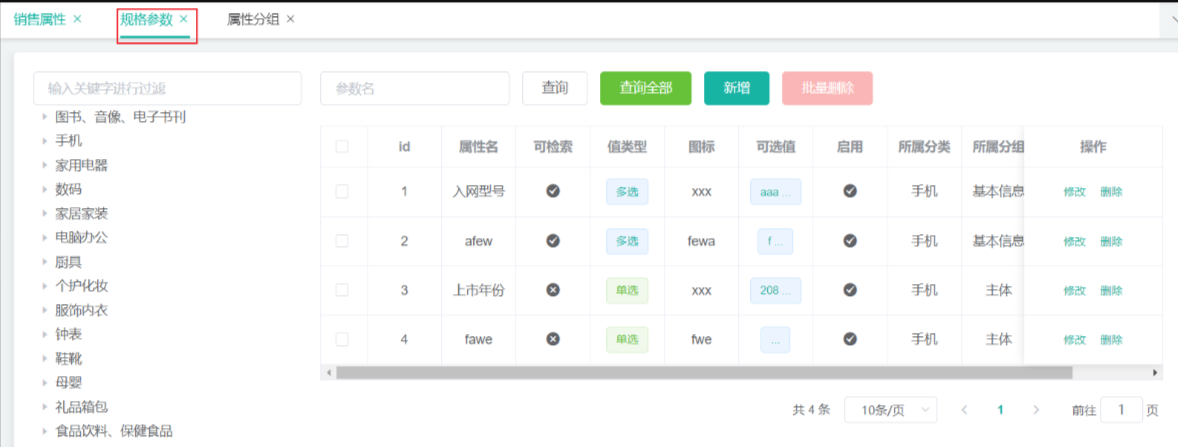 销售属性 × 规格参数 × 属性分组 ×
输入关键字进行过滤 参数名 查询 查询全部 新增 批量删除
图书、音像、电子书刊
手机
家用电器
数码
家居家装
电脑办公
厨具
个护化妆
服饰内衣
钟表
鞋靴
母婴
礼品箱包
食品饮料、保健食品
id 属性名 可检索 值类型 图标 可选值 启用 所属分类 所属分组 操作
1 入网型号 多选 xxx aaa ... 手机 基本信息 修改 删除
2 afew 多选 fewa f ... 手机 基本信息 修改 删除
3 上市年份 单选 xxx 208 ... 手机 主体 修改 删除
4 fawe 单选 fwe ... 手机 主体 修改 删除
共 4 条 10条/页 1 前往 1 页